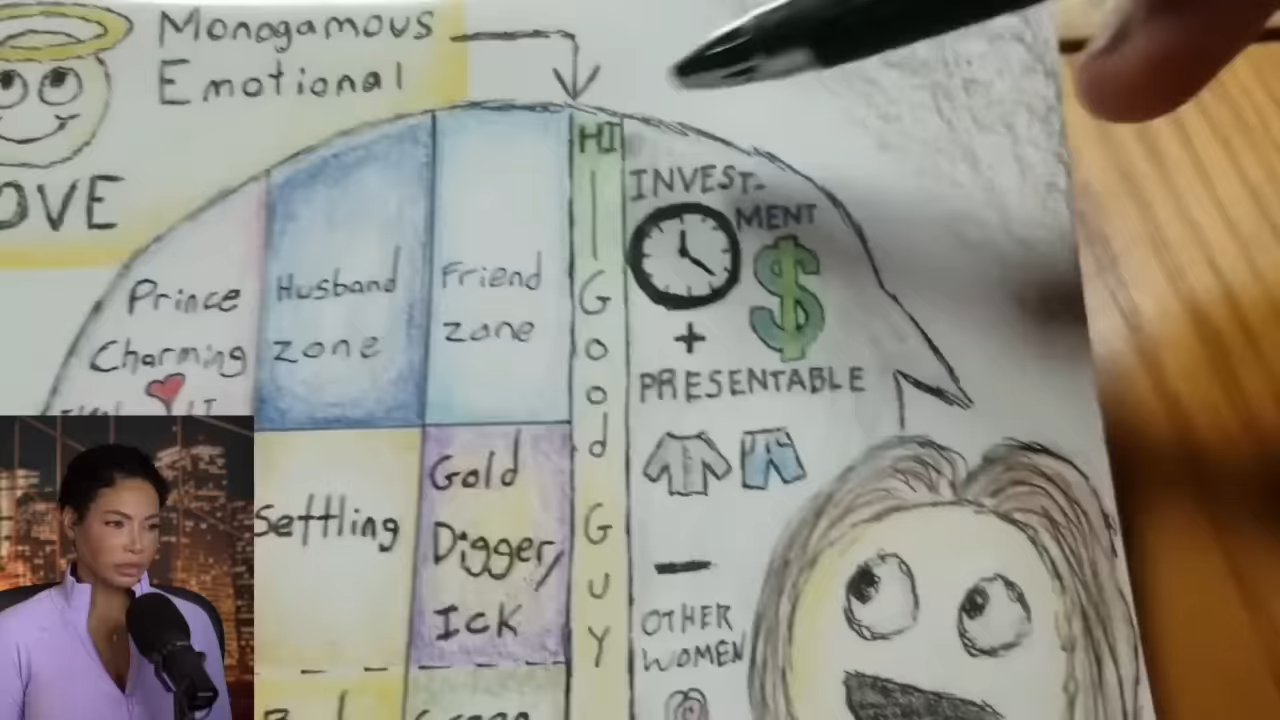 Monogamous
Emotional
OVE
Prince
Charming
Husband
zone
Friend
zone
Settling
Gold
Digger/
Ick
HI
Good
Guy
INVEST-
MENT
$
+
PRESENTABLE
—
OTHER
WOMEN